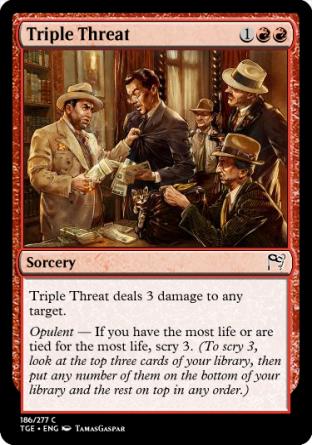 Triple Threat 1
Sorcery
Triple Threat deals 3 damage to any
target.
Opulent — If you have the most life or are
tied for the most life, scry 3. (To scry 3,
look at the top three cards of your library, then
put any number of them on the bottom of your
library and the rest on top in any order.)
186/277 C
TGE • ENG TamasGaspar